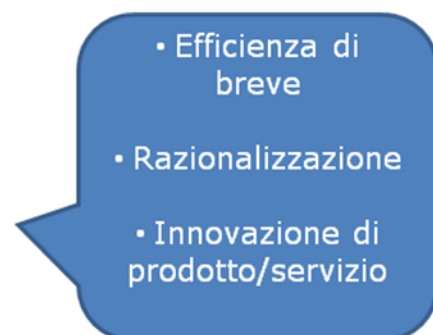 ▪ Efficienza di
breve
▪ Razionalizzazione
▪ Innovazione di
prodotto/servizio